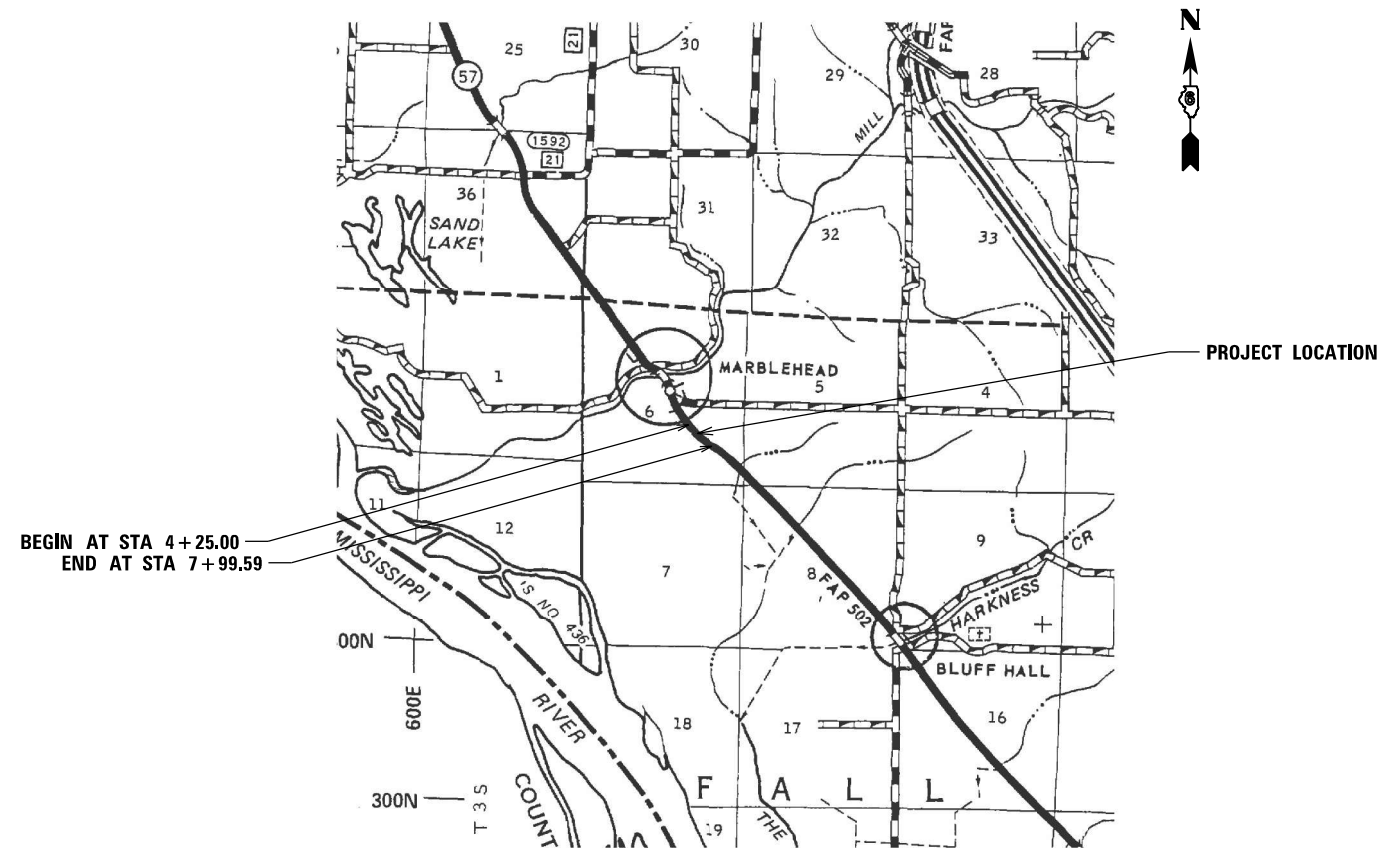 N
25
21
30
FAP
28
29
57
MILL
1592
21
36
31
SAND
LAKE
32
33
PROJECT LOCATION
MARBLEHEAD
1
5
4
6
BEGIN AT STA 4+25.00
END AT STA 7+99.59
11
12
MISSISSIPPI
7
8
FAP 502
9
CR
HARKNESS
IS NO 436
00N
BLUFF HALL
600E
RIVER
18
17
16
F A L L
300N
T 3 S
COUNT
THE
19
6